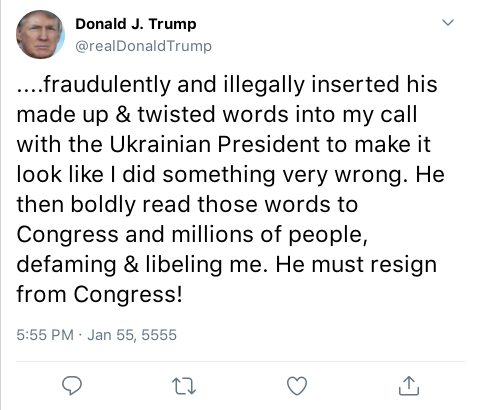 Donald J. Trump
@realDonaldTrump
....fraudulently and illegally inserted his
made up & twisted words into my call
with the Ukrainian President to make it
look like I did something very wrong. He
then boldly read those words to
Congress and millions of people,
defaming & libeling me. He must resign
from Congress!
5:55 PM · Jan 55, 5555